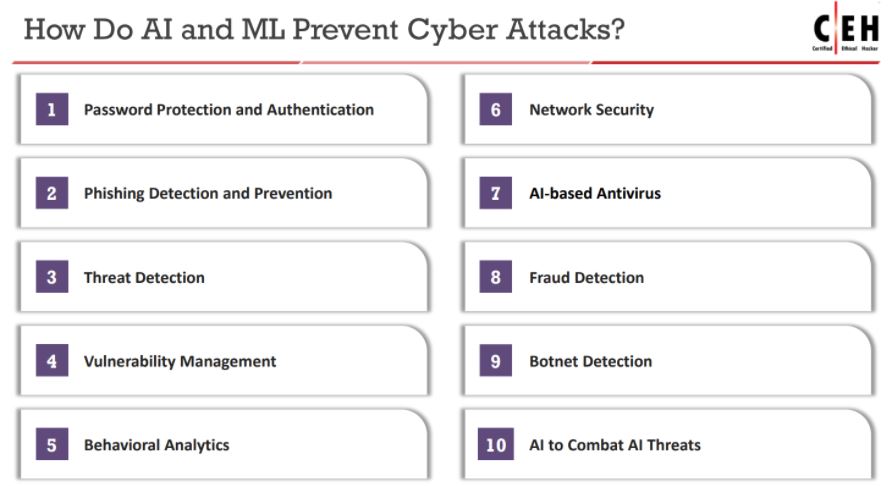 How Do AI and ML Prevent Cyber Attacks?
C|EH
Certified Ethical Hacker
1 Password Protection and Authentication
2 Phishing Detection and Prevention
3 Threat Detection
4 Vulnerability Management
5 Behavioral Analytics
6 Network Security
7 AI-based Antivirus
8 Fraud Detection
9 Botnet Detection
10 AI to Combat AI Threats